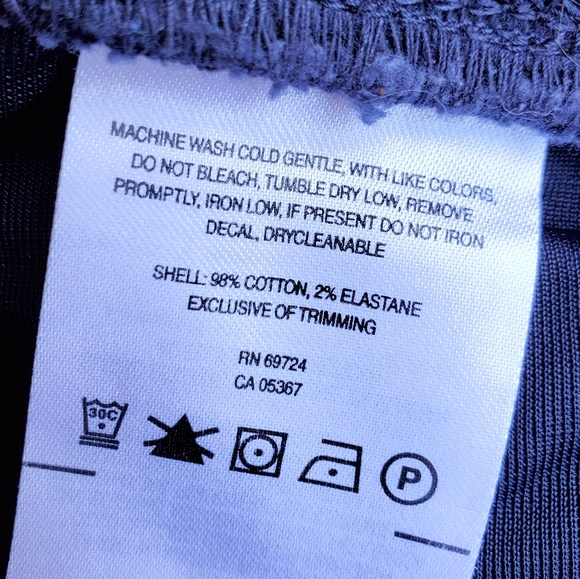 MACHINE WASH COLD GENTLE, WITH LIKE COLORS,
DO NOT BLEACH, TUMBLE DRY LOW, REMOVE
PROMPTLY, IRON LOW, IF PRESENT DO NOT IRON
DECAL, DRYCLEANABLE
SHELL: 98% COTTON, 2% ELASTANE
EXCLUSIVE OF TRIMMING
RN 69724
CA 05367
30C P